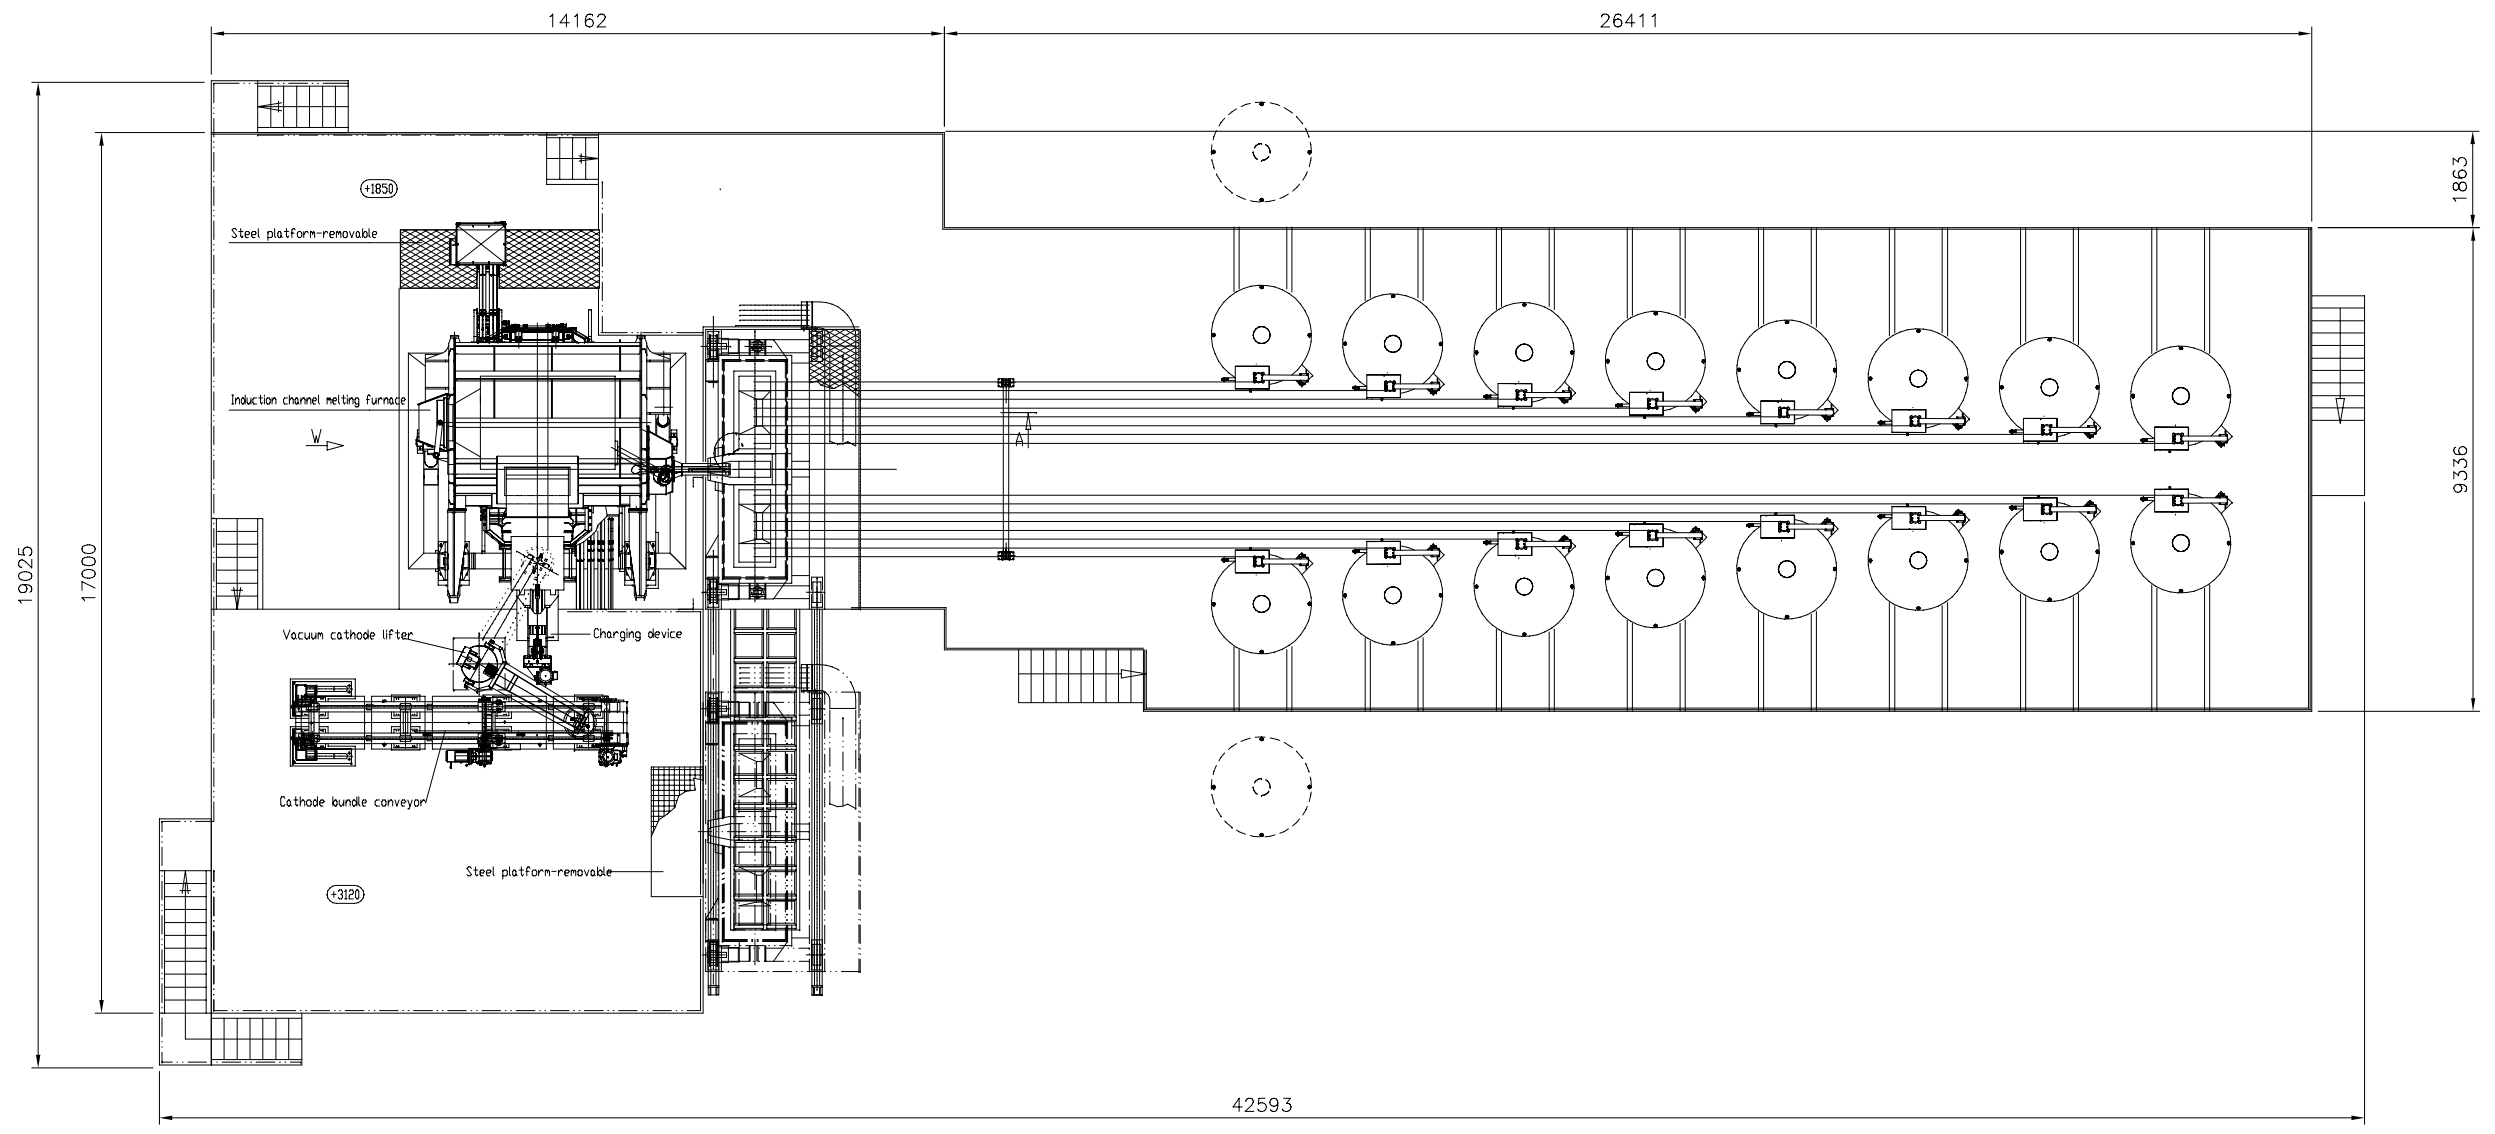 14162
26411
1863
+1850
Steel platform-removable
Induction channel melting furnace
W
A
9336
19025
17000
Vacuum cathode lifter
Charging device
Cathode bundle conveyor
Steel platform-removable
+3120
42593